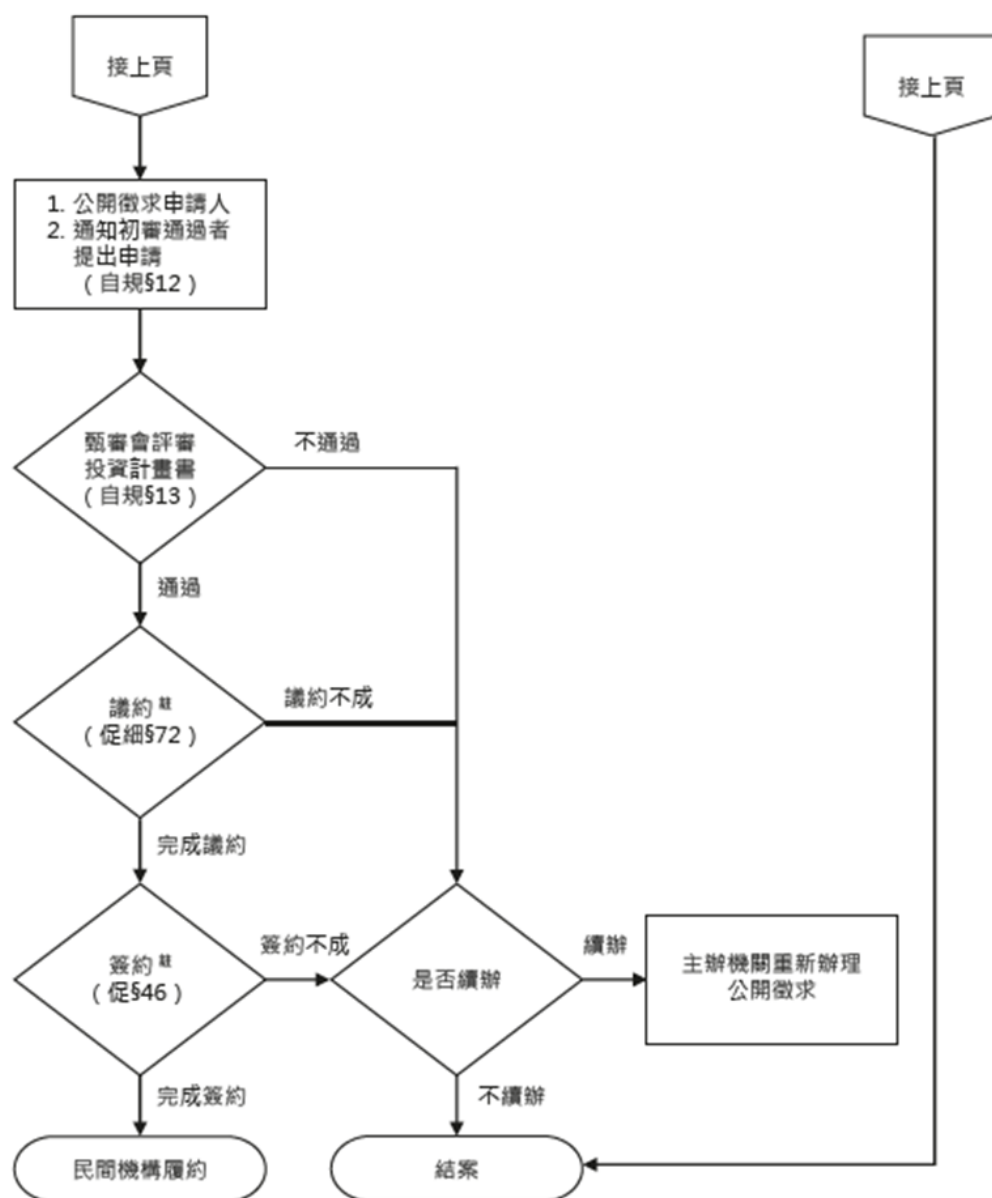 接上頁
接上頁
1. 公開徵求申請人
2. 通知初審通過者
提出申請
（自規§12）
甄審會評審
投資計畫書
（自規§13）
不通過
通過
議約 註
（促細§72）
議約不成
完成議約
簽約 註
（促§46）
簽約不成
是否續辦
續辦
主辦機關重新辦理
公開徵求
完成簽約
不續辦
民間機構履約
結案